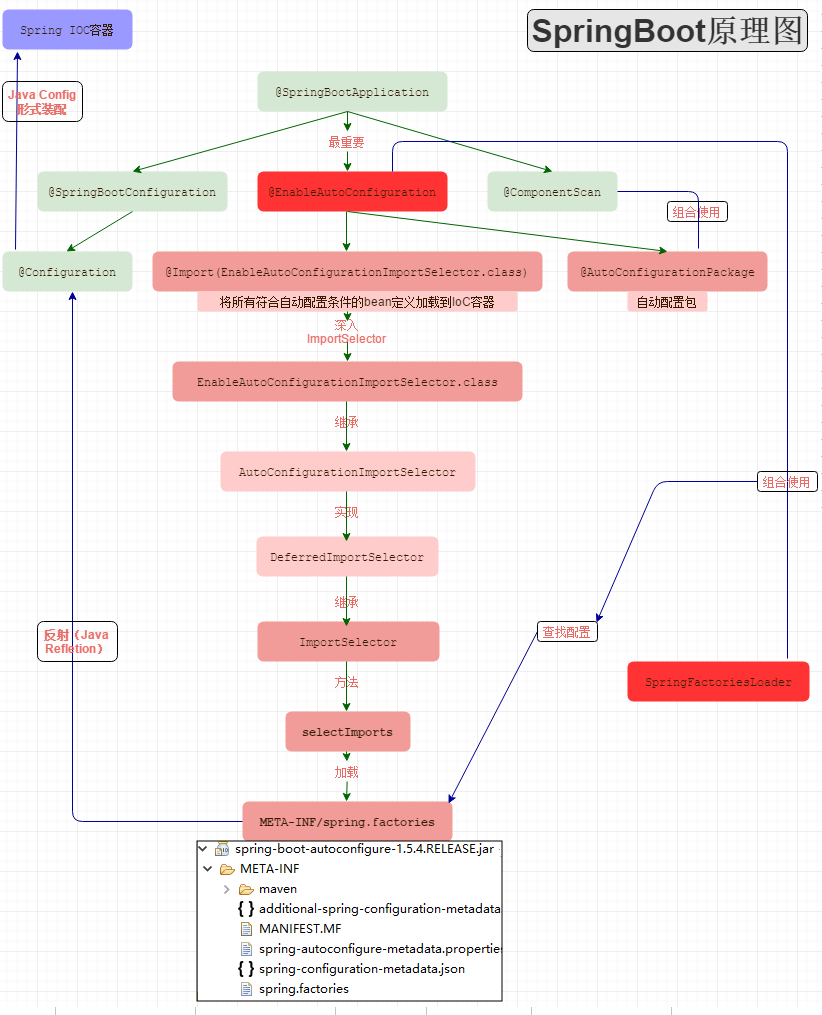 Spring IOC容器
SpringBoot原理图
Java Config
形式装配
@SpringBootApplication
最重要
@SpringBootConfiguration
@EnableAutoConfiguration
@ComponentScan
组合使用
@Configuration
@Import(EnableAutoConfigurationImportSelector.class)
@AutoConfigurationPackage
将所有符合自动配置条件的bean定义加载到IoC容器
自动配置包
深入
ImportSelector
EnableAutoConfigurationImportSelector.class
继承
AutoConfigurationImportSelector
组合使用
实现
DeferredImportSelector
继承
反射（Java
Refletion）
ImportSelector
查找配置
方法
SpringFactoriesLoader
selectImports
加载
META-INF/spring.factories
spring-boot-autoconfigure-1.5.4.RELEASE.jar
META-INF
maven
additional-spring-configuration-metadata
MANIFEST.MF
spring-autoconfigure-metadata.properties
spring-configuration-metadata.json
spring.factories